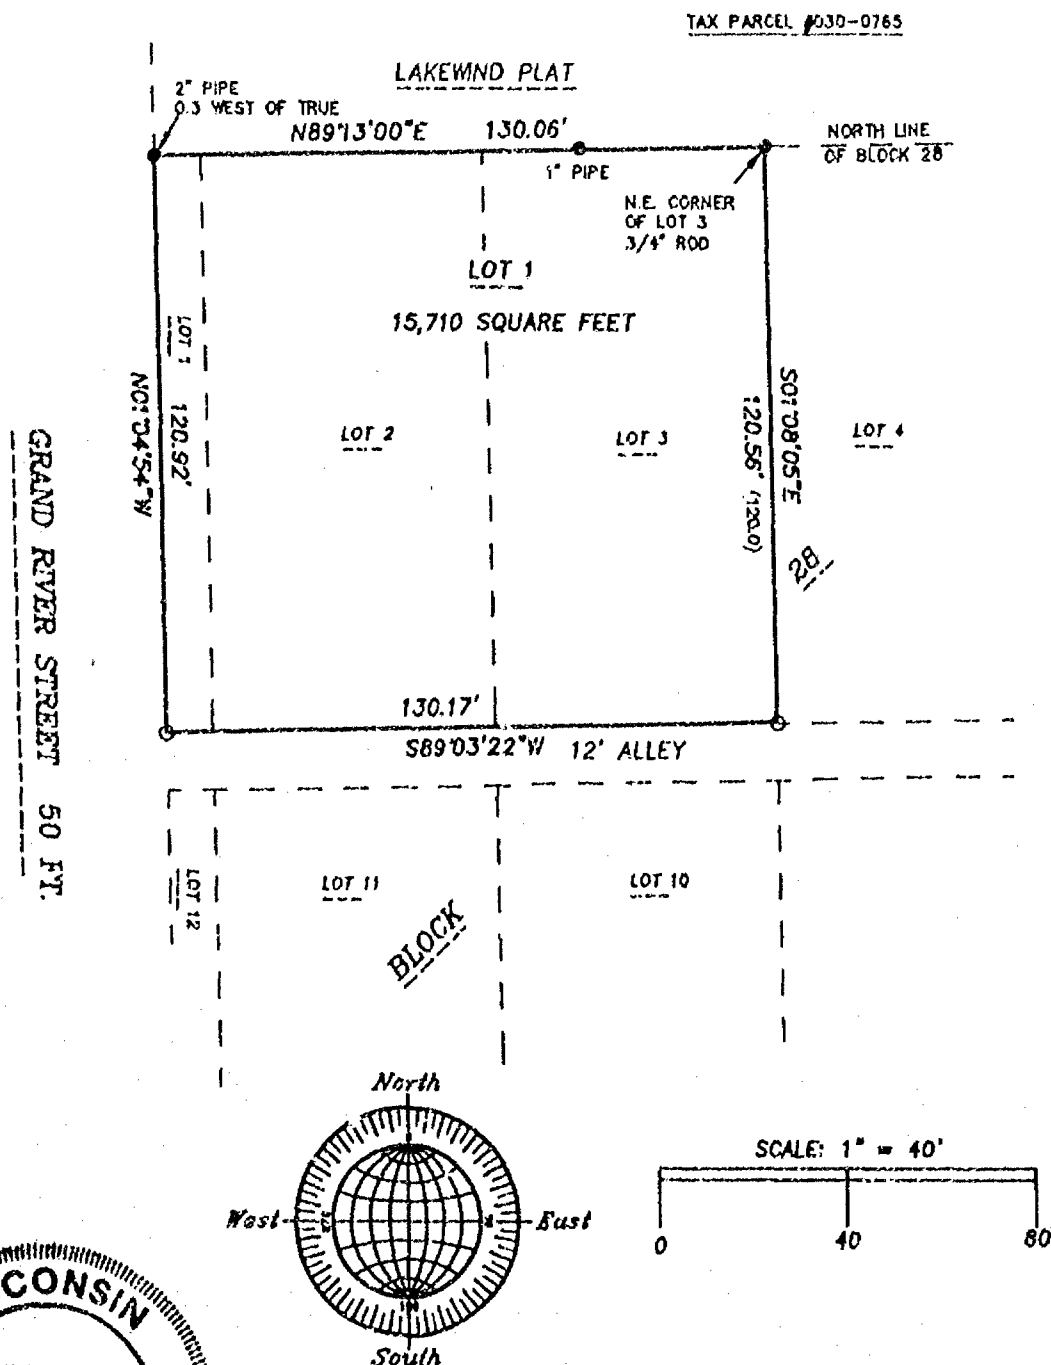 TAX PARCEL #030-0765
LAKEWIND PLAT
2" PIPE
0.3 WEST OF TRUE
N89°13'00"E 130.06'
NORTH LINE
OF BLOCK 28
1" PIPE
N.E. CORNER
OF LOT 3
3/4" ROD
LOT 1
15,710 SQUARE FEET
LOT 1
N01°04'54"W
120.92'
LOT 2
LOT 3
S01°08'05"E
120.56' (120.0)
LOT 4
28
GRAND RIVER STREET 50 FT.
130.17'
S89°03'22"W 12' ALLEY
LOT 12
LOT 11
LOT 10
BLOCK
North
West
East
South
SCALE: 1" = 40'
0 40 80
CONSIN